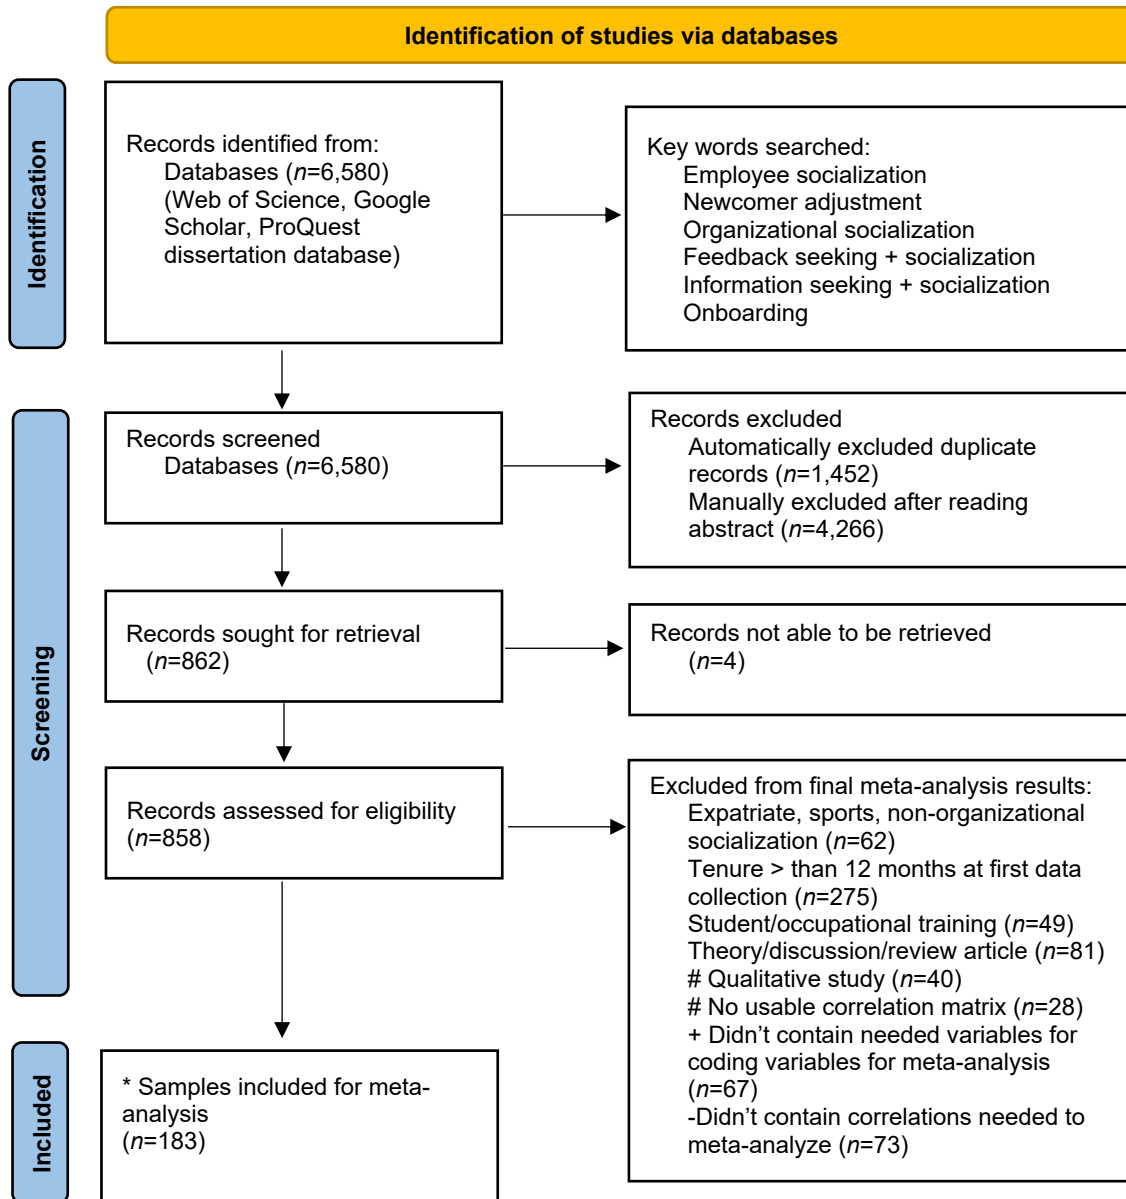 Identification of studies via databases
Identification
Records identified from:
Databases (n=6,580)
(Web of Science, Google
Scholar, ProQuest
dissertation database)
Key words searched:
Employee socialization
Newcomer adjustment
Organizational socialization
Feedback seeking + socialization
Information seeking + socialization
Onboarding
Screening
Records screened
Databases (n=6,580)
Records excluded
Automatically excluded duplicate
records (n=1,452)
Manually excluded after reading
abstract (n=4,266)
Records sought for retrieval
(n=862)
Records not able to be retrieved
(n=4)
Records assessed for eligibility
(n=858)
Excluded from final meta-analysis results:
Expatriate, sports, non-organizational
socialization (n=62)
Tenure > than 12 months at first data
collection (n=275)
Student/occupational training (n=49)
Theory/discussion/review article (n=81)
# Qualitative study (n=40)
# No usable correlation matrix (n=28)
+ Didn't contain needed variables for
coding variables for meta-analysis
(n=67)
-Didn't contain correlations needed to
meta-analyze (n=73)
Included
* Samples included for meta-
analysis
(n=183)